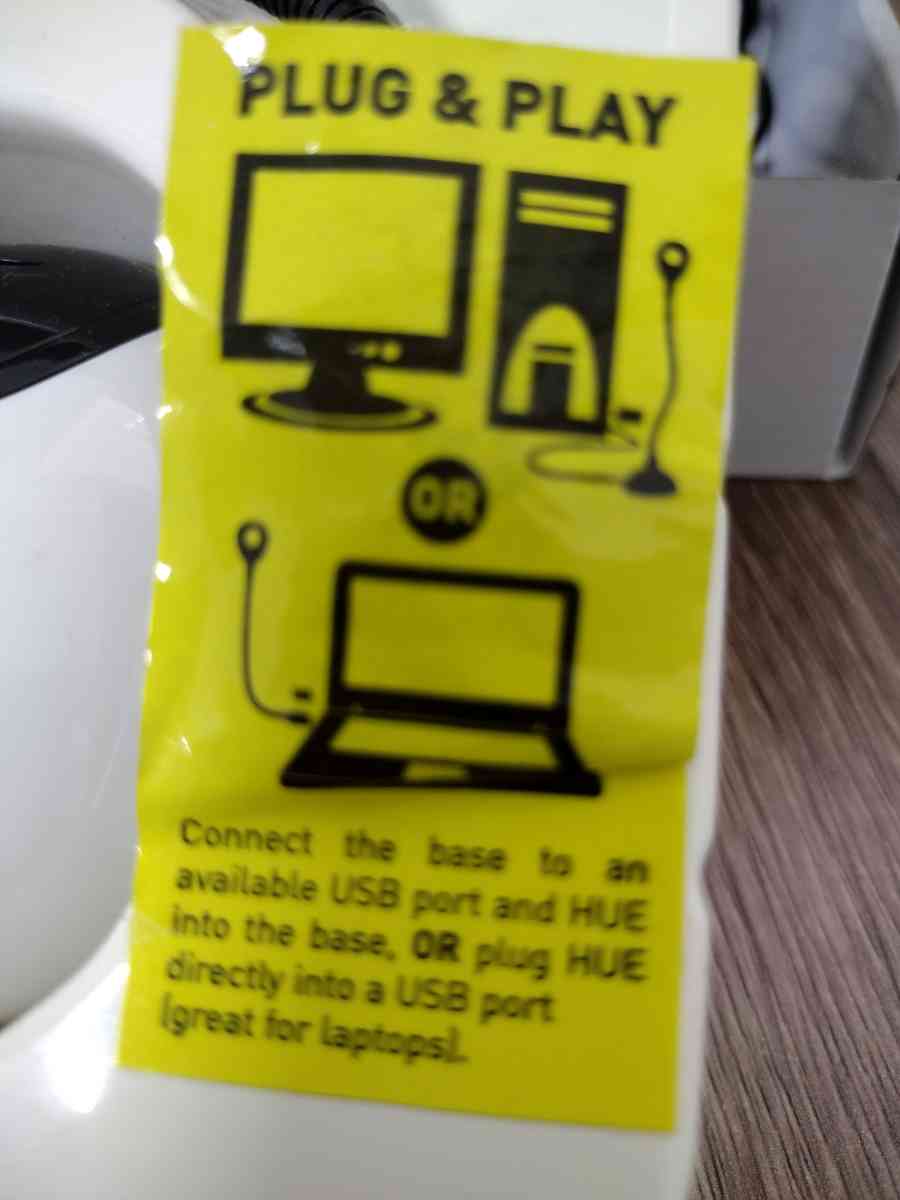 PLUG & PLAY
OR
Connect the base to an
available USB port and HUE
into the base, OR plug HUE
directly into a USB port
(great for laptops).